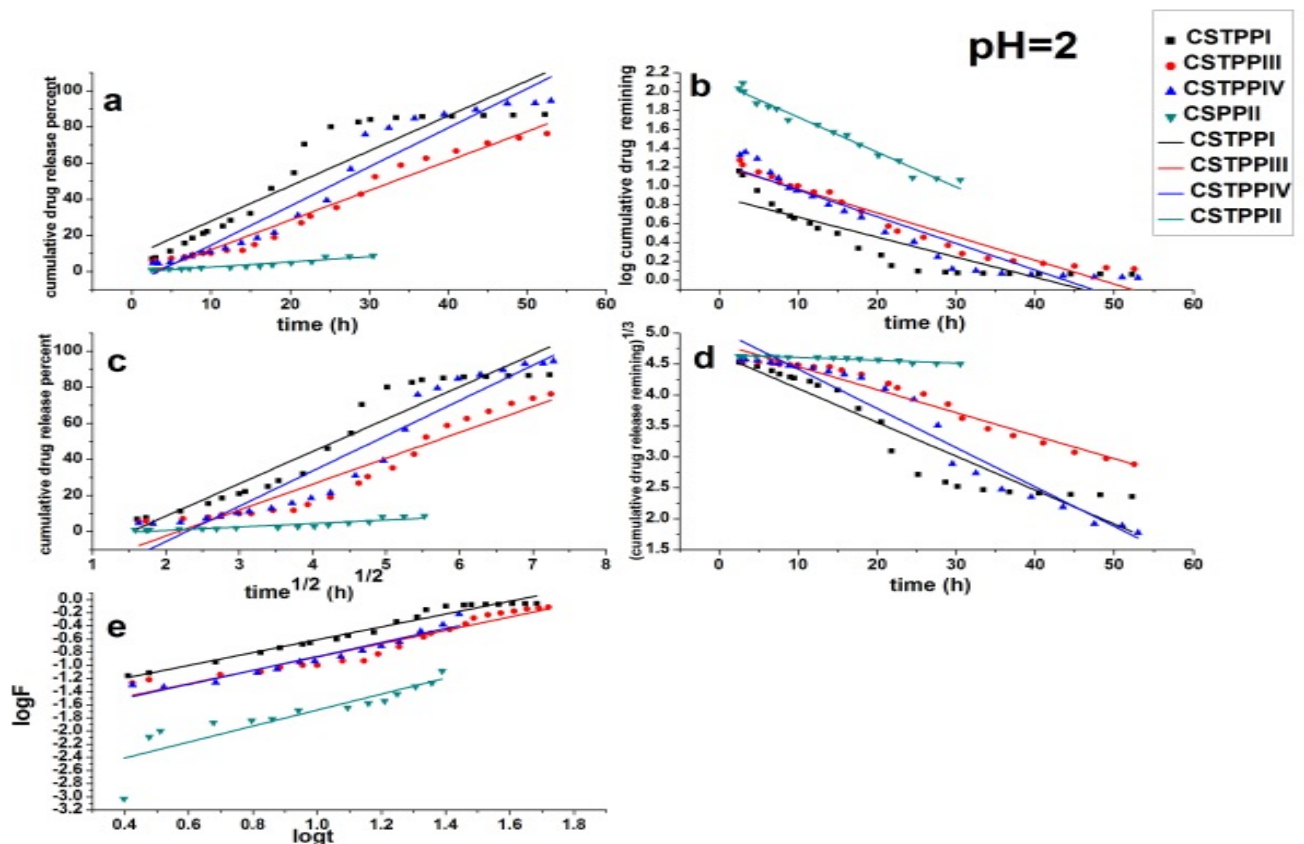 pH=2
CSTPPI
CSTPPIII
CSTPPIV
CSPPII
CSTPPI
CSTPPIII
CSTPPIV
CSTPPII
a
cumulative drug release percent
100
80
60
40
20
0
0 10 20 30 40 50 60
time (h)
b
log cumulative drug remining
2.2
2.0
1.8
1.6
1.4
1.2
1.0
0.8
0.6
0.4
0.2
0.0
0 10 20 30 40 50 60
time (h)
c
cumulative drug release percent
100
80
60
40
20
0
1 2 3 4 5 6 7 8
time1/2 (h)1/2
d
(cumulative drug release remining)1/3
5.0
4.5
4.0
3.5
3.0
2.5
2.0
1.5
0 10 20 30 40 50 60
time (h)
e
logF
0.0
-0.2
-0.4
-0.6
-0.8
-1.0
-1.2
-1.4
-1.6
-1.8
-2.0
-2.2
-2.4
-2.6
-2.8
-3.0
-3.2
0.4 0.6 0.8 1.0 1.2 1.4 1.6 1.8
logt